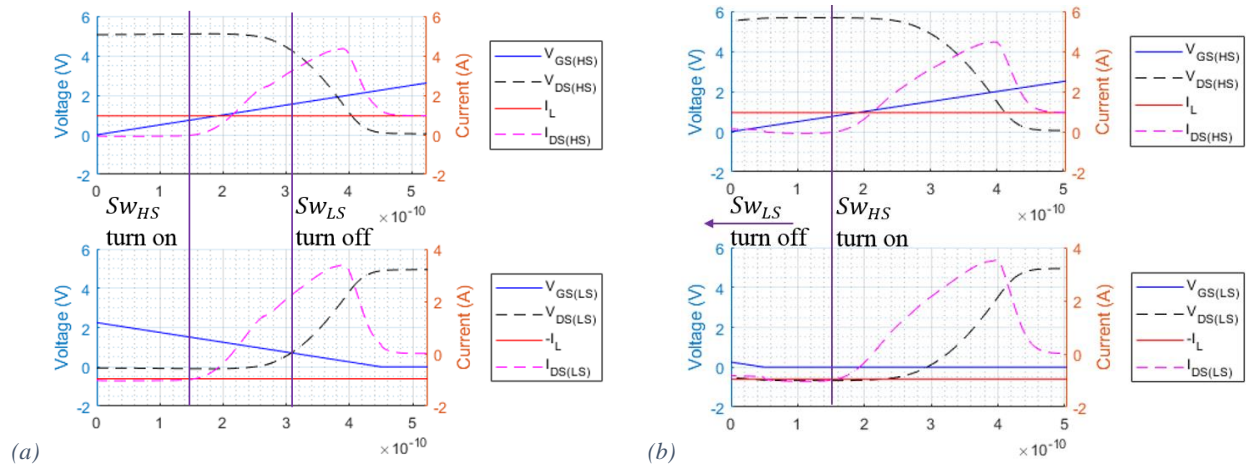 6
4
2
0
-2
Voltage (V)
6
4
2
0
-2
Current (A)
0 1 2 3 4 5
× 10⁻¹⁰
V_GS(HS)
V_DS(HS)
I_L
I_DS(HS)
Sw_HS
turn on
Sw_LS
turn off
6
4
2
0
-2
Voltage (V)
4
2
0
-2
Current (A)
0 1 2 3 4 5
× 10⁻¹⁰
V_GS(LS)
V_DS(LS)
-I_L
I_DS(LS)
(a)
6
4
2
0
-2
Voltage (V)
6
4
2
0
-2
Current (A)
0 1 2 3 4 5
× 10⁻¹⁰
V_GS(HS)
V_DS(HS)
I_L
I_DS(HS)
Sw_LS
turn off
Sw_HS
turn on
6
4
2
0
-2
Voltage (V)
4
2
0
-2
Current (A)
0 1 2 3 4 5
× 10⁻¹⁰
V_GS(LS)
V_DS(LS)
-I_L
I_DS(LS)
(b)